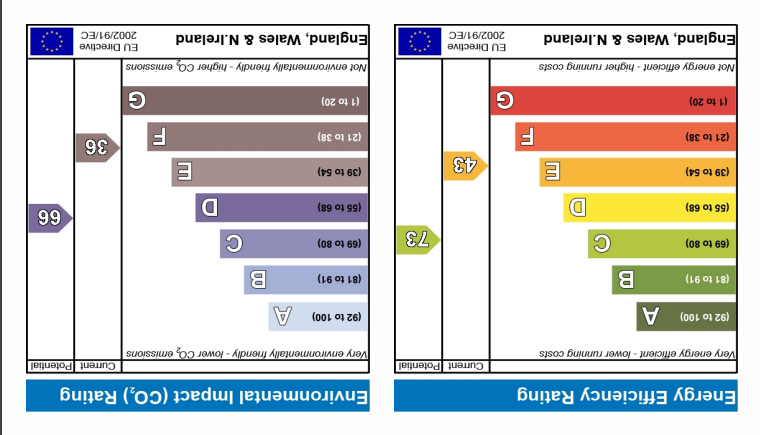 Energy Efficiency Rating
Current Potential
Very energy efficient - lower running costs
(92 to 100) A
(81 to 91) B
(69 to 80) C
73
(55 to 68) D
(39 to 54) E
43
(21 to 38) F
(1 to 20) G
Not energy efficient - higher running costs
England, Wales & N.Ireland
EU Directive
2002/91/EC
Environmental Impact (CO₂) Rating
Current Potential
Very environmentally friendly - lower CO₂ emissions
(92 to 100) A
(81 to 91) B
(69 to 80) C
(55 to 68) D
66
(39 to 54) E
(21 to 38) F
36
(1 to 20) G
Not environmentally friendly - higher CO₂ emissions
England, Wales & N.Ireland
EU Directive
2002/91/EC